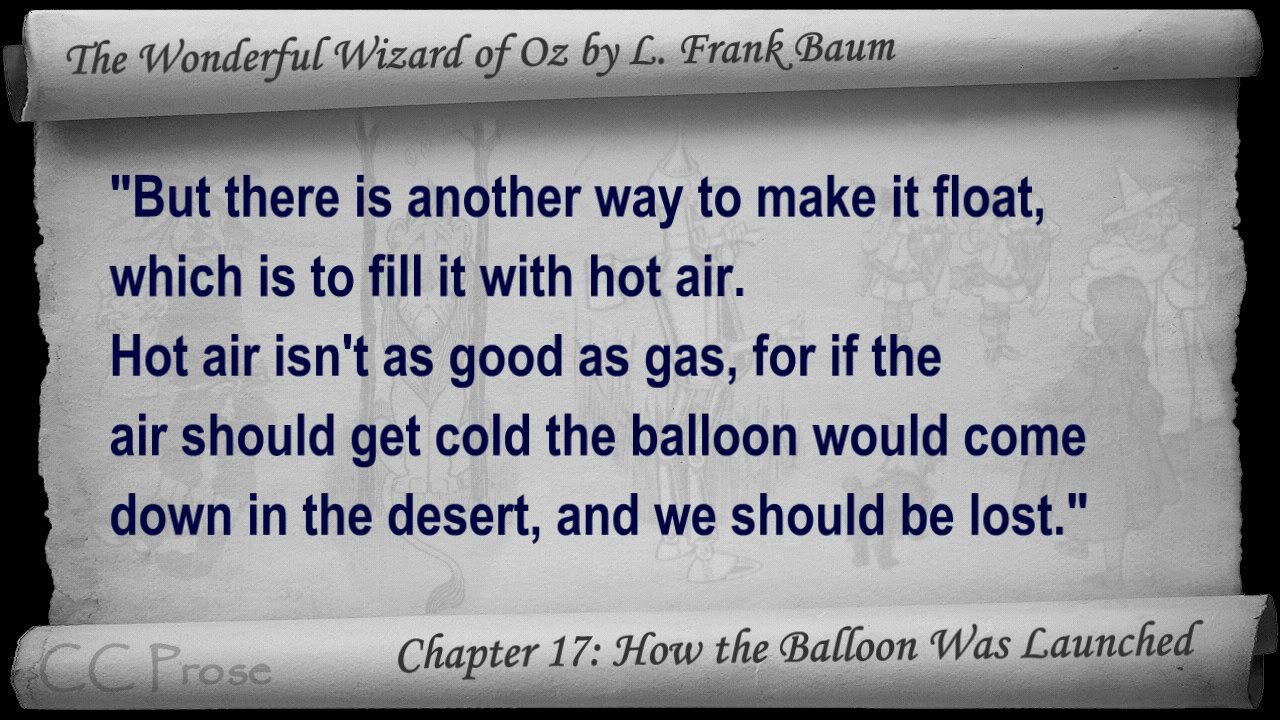 The Wonderful Wizard of Oz by L. Frank Baum
"But there is another way to make it float,
which is to fill it with hot air.
Hot air isn't as good as gas, for if the
air should get cold the balloon would come
down in the desert, and we should be lost."
Chapter 17: How the Balloon Was Launched
CC Prose